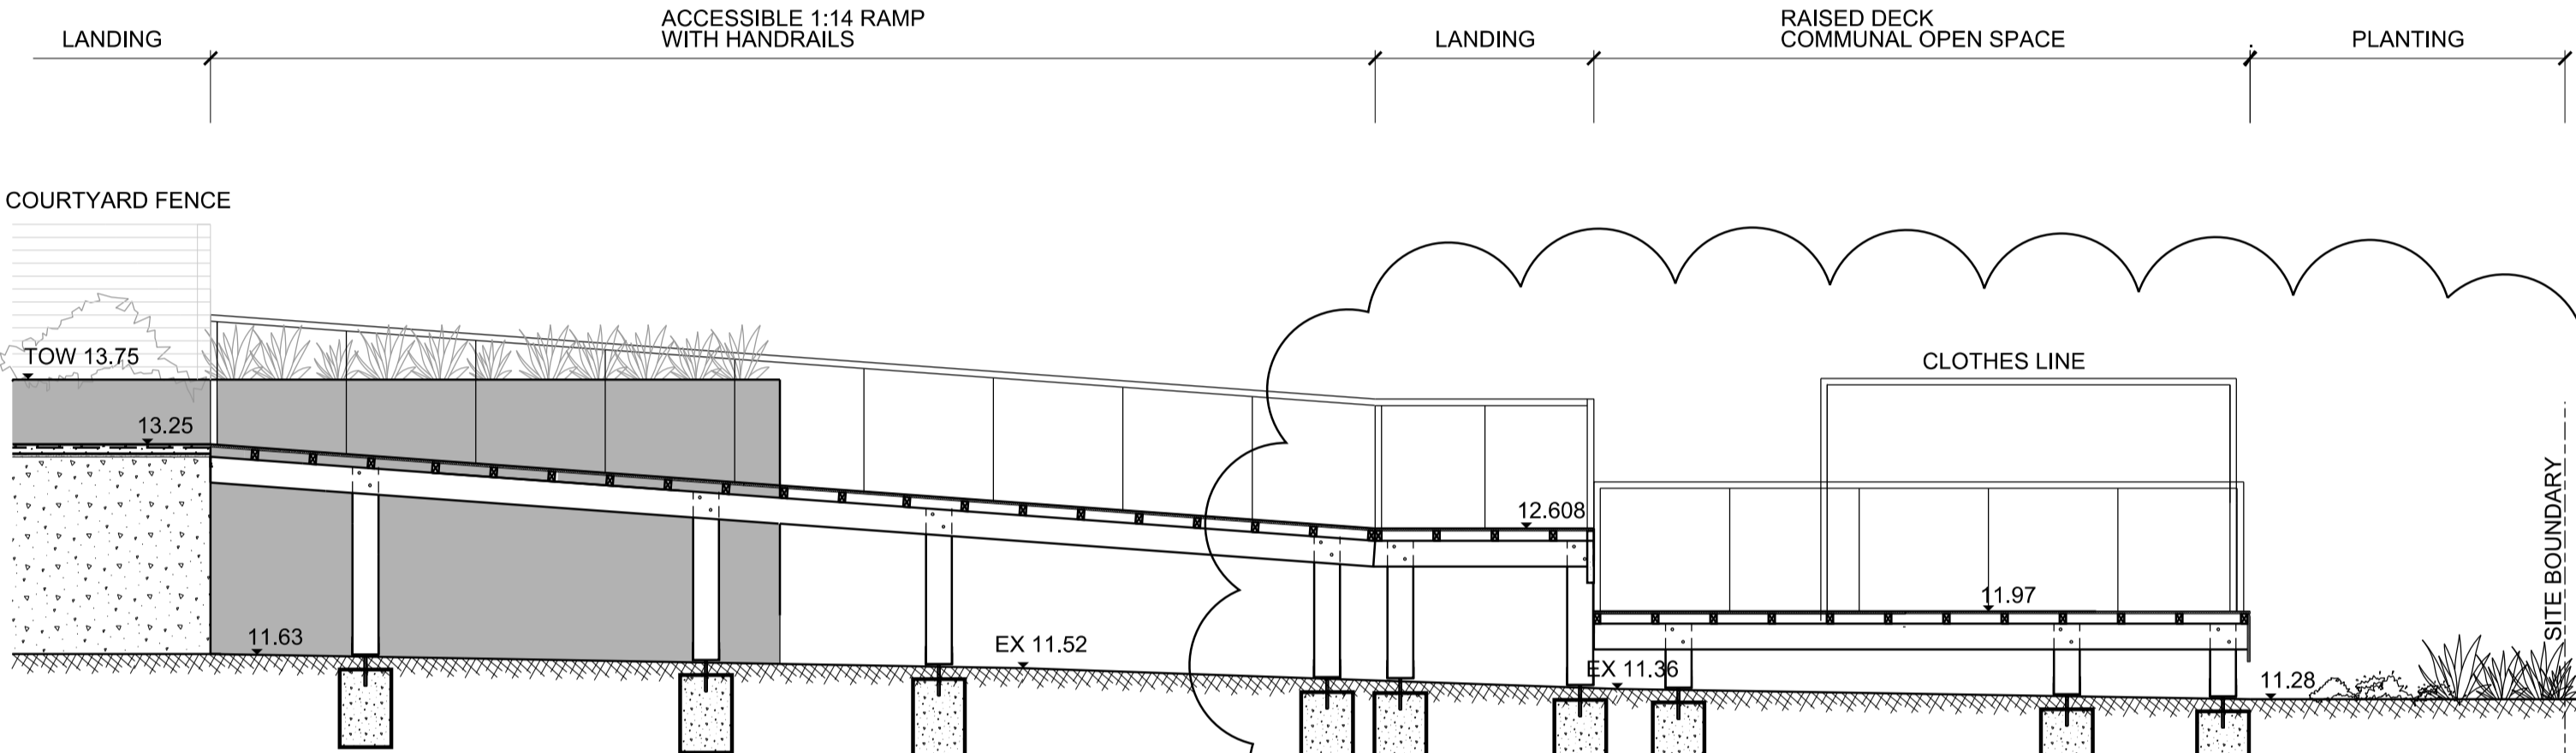 LANDING
ACCESSIBLE 1:14 RAMP
WITH HANDRAILS
LANDING
RAISED DECK
COMMUNAL OPEN SPACE
PLANTING
COURTYARD FENCE
TOW 13.75
CLOTHES LINE
13.25
12.608
11.97
11.63
EX 11.52
EX 11.36
11.28
SITE BOUNDARY